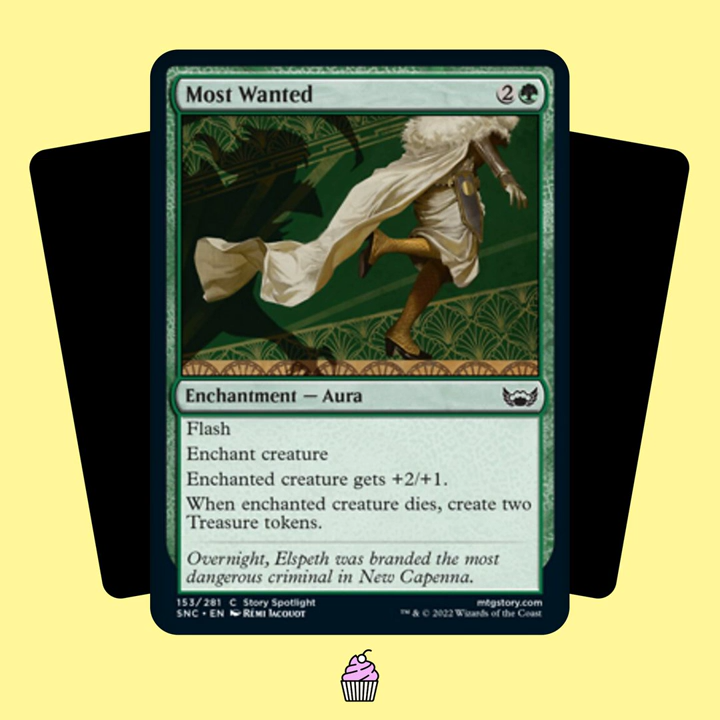 Most Wanted 2
Enchantment — Aura
Flash
Enchant creature
Enchanted creature gets +2/+1.
When enchanted creature dies, create two
Treasure tokens.
Overnight, Elspeth was branded the most
dangerous criminal in New Capenna.
153/281 C Story Spotlight mtgstory.com
SNC • EN Rémi Jacquot ™ & © 2022 Wizards of the Coast